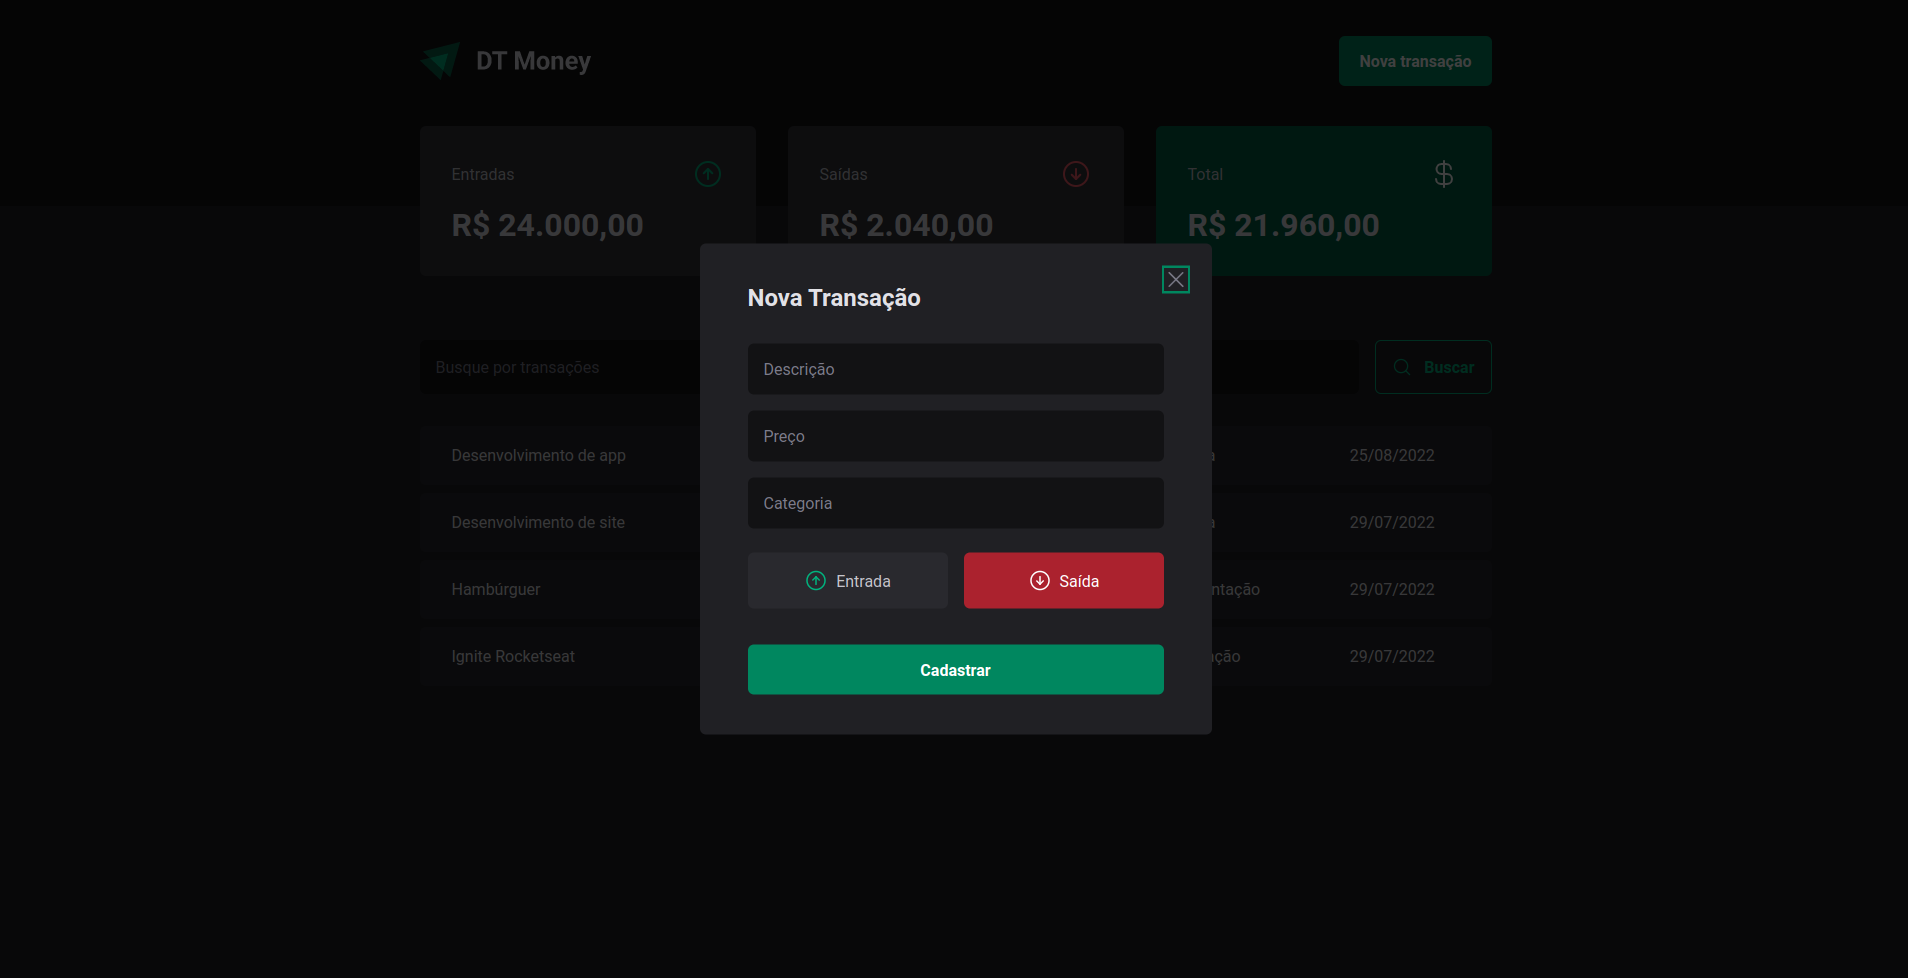 DT Money
Nova transação
Entradas
R$ 24.000,00
Saídas
R$ 2.040,00
Total
R$ 21.960,00
Nova Transação
Busque por transações
Buscar
Descrição
Preço
Categoria
Entrada
Saída
Cadastrar
Desenvolvimento de app
a
25/08/2022
Desenvolvimento de site
a
29/07/2022
Hambúrguer
ntação
29/07/2022
Ignite Rocketseat
ção
29/07/2022